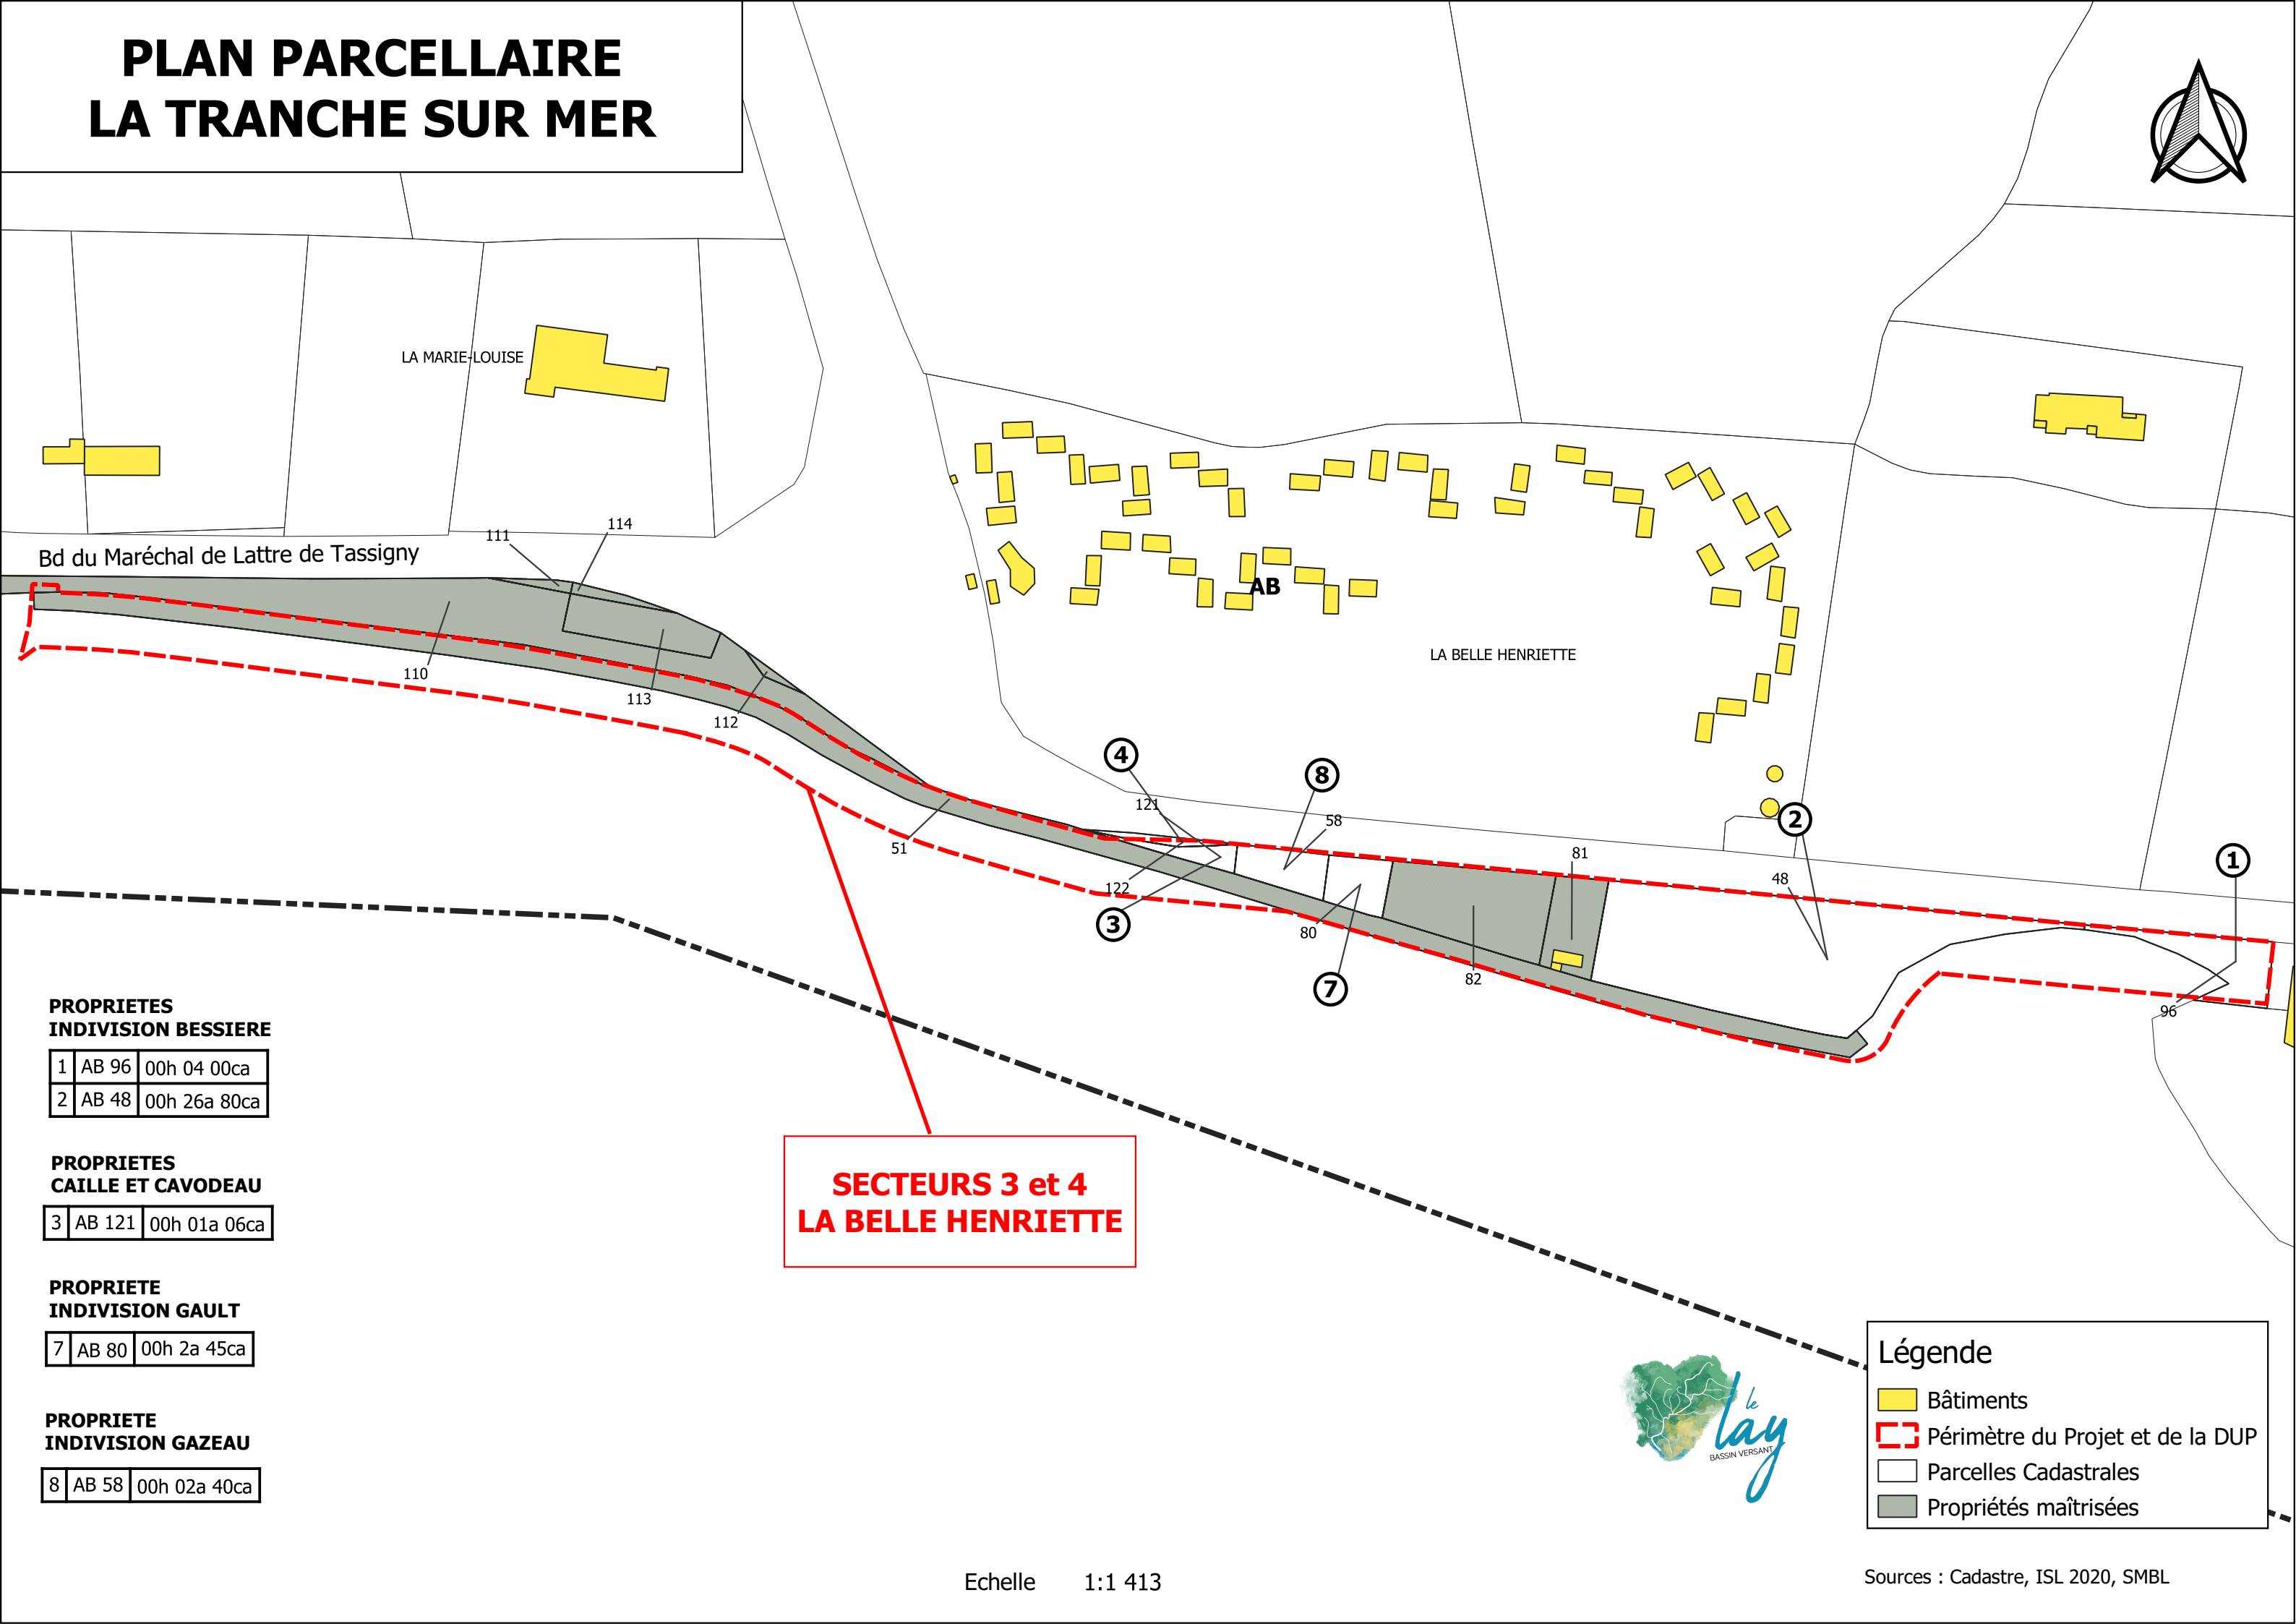 PLAN PARCELLAIRE
LA TRANCHE SUR MER
LA MARIE-LOUISE
111
114
Bd du Maréchal de Lattre de Tassigny
AB
LA BELLE HENRIETTE
110
113
112
4
8
121
58
2
51
81
1
48
122
3
80
7
82
96
PROPRIETES
INDIVISION BESSIERE
1 AB 96 00h 04 00ca
2 AB 48 00h 26a 80ca
PROPRIETES
CAILLE ET CAVODEAU
3 AB 121 00h 01a 06ca
PROPRIETE
INDIVISION GAULT
7 AB 80 00h 2a 45ca
PROPRIETE
INDIVISION GAZEAU
8 AB 58 00h 02a 40ca
SECTEURS 3 et 4
LA BELLE HENRIETTE
le
lay
BASSIN VERSANT
Légende
Bâtiments
Périmètre du Projet et de la DUP
Parcelles Cadastrales
Propriétés maîtrisées
Echelle 1:1 413
Sources : Cadastre, ISL 2020, SMBL